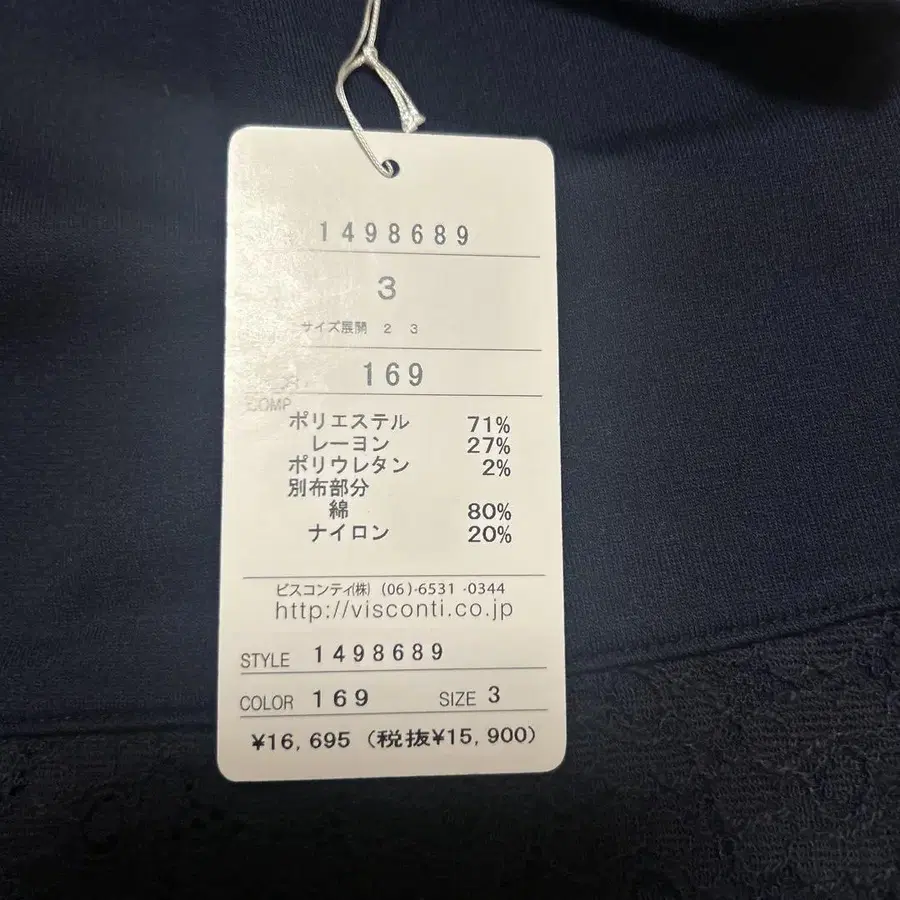 1498689
3
サイズ展開 2 3
169
COMP
ポリエステル 71%
レーヨン 27%
ポリウレタン 2%
別布部分
綿 80%
ナイロン 20%
ビスコンティ(株) (06)-6531-0344
http://visconti.co.jp
STYLE 1498689
COLOR 169 SIZE 3
¥16,695 (税抜¥15,900)